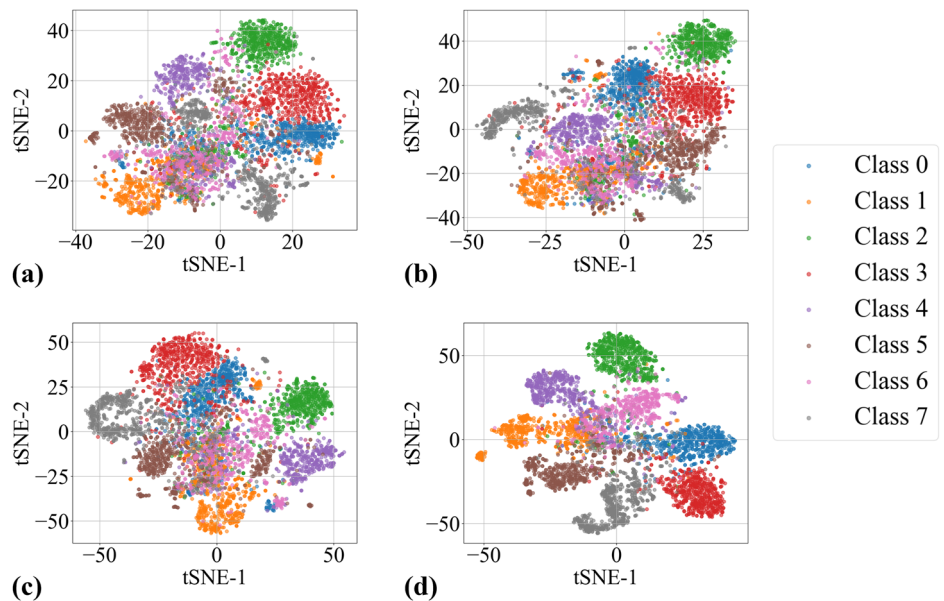 40
20
0
−20
tSNE-2
−40
−20
0
20
tSNE-1
(a)
40
20
0
−20
−40
tSNE-2
−50
−25
0
25
tSNE-1
(b)
50
25
0
−25
−50
tSNE-2
−50
0
50
tSNE-1
(c)
50
0
−50
tSNE-2
−50
0
tSNE-1
(d)
Class 0
Class 1
Class 2
Class 3
Class 4
Class 5
Class 6
Class 7